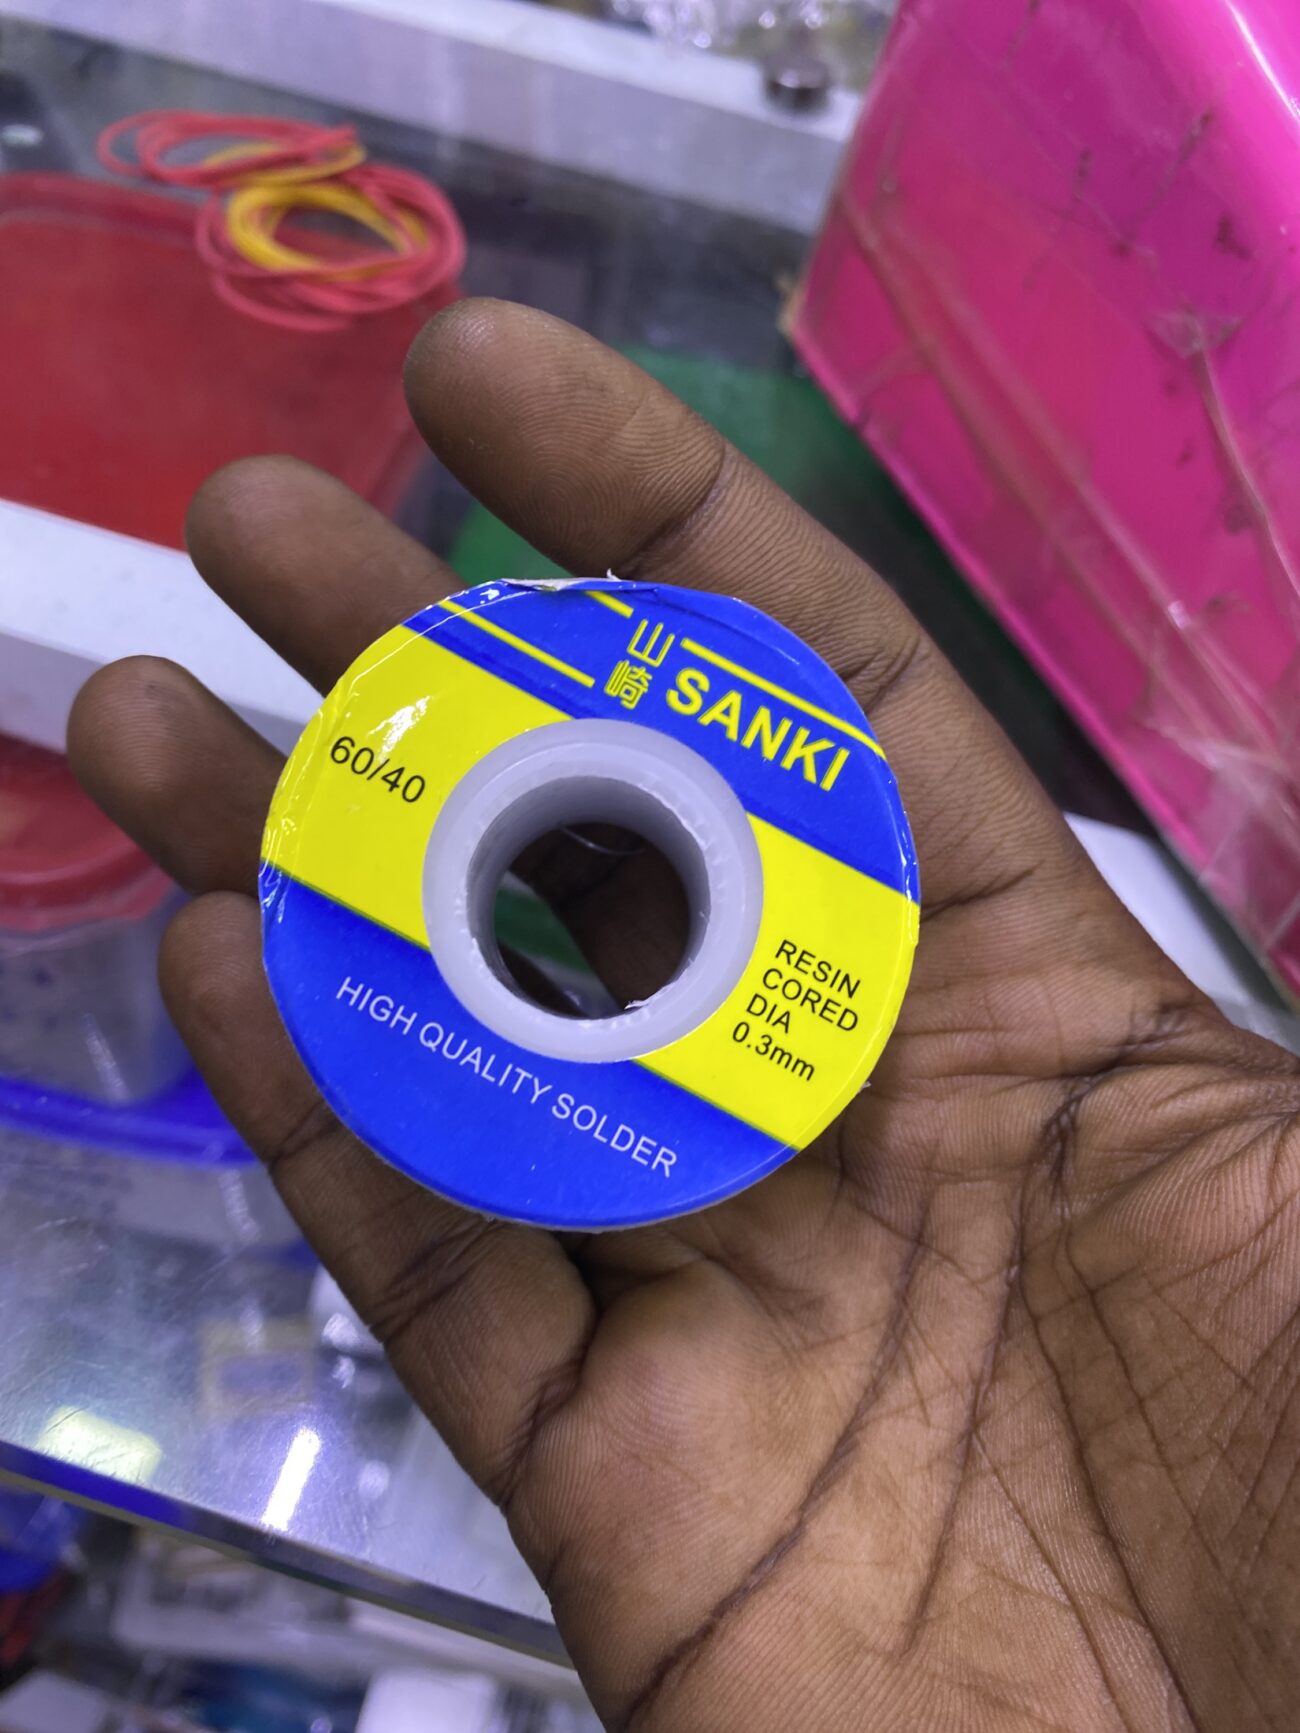 山崎 SANKI
60/40
RESIN
CORED
DIA
0.3mm
HIGH QUALITY SOLDER